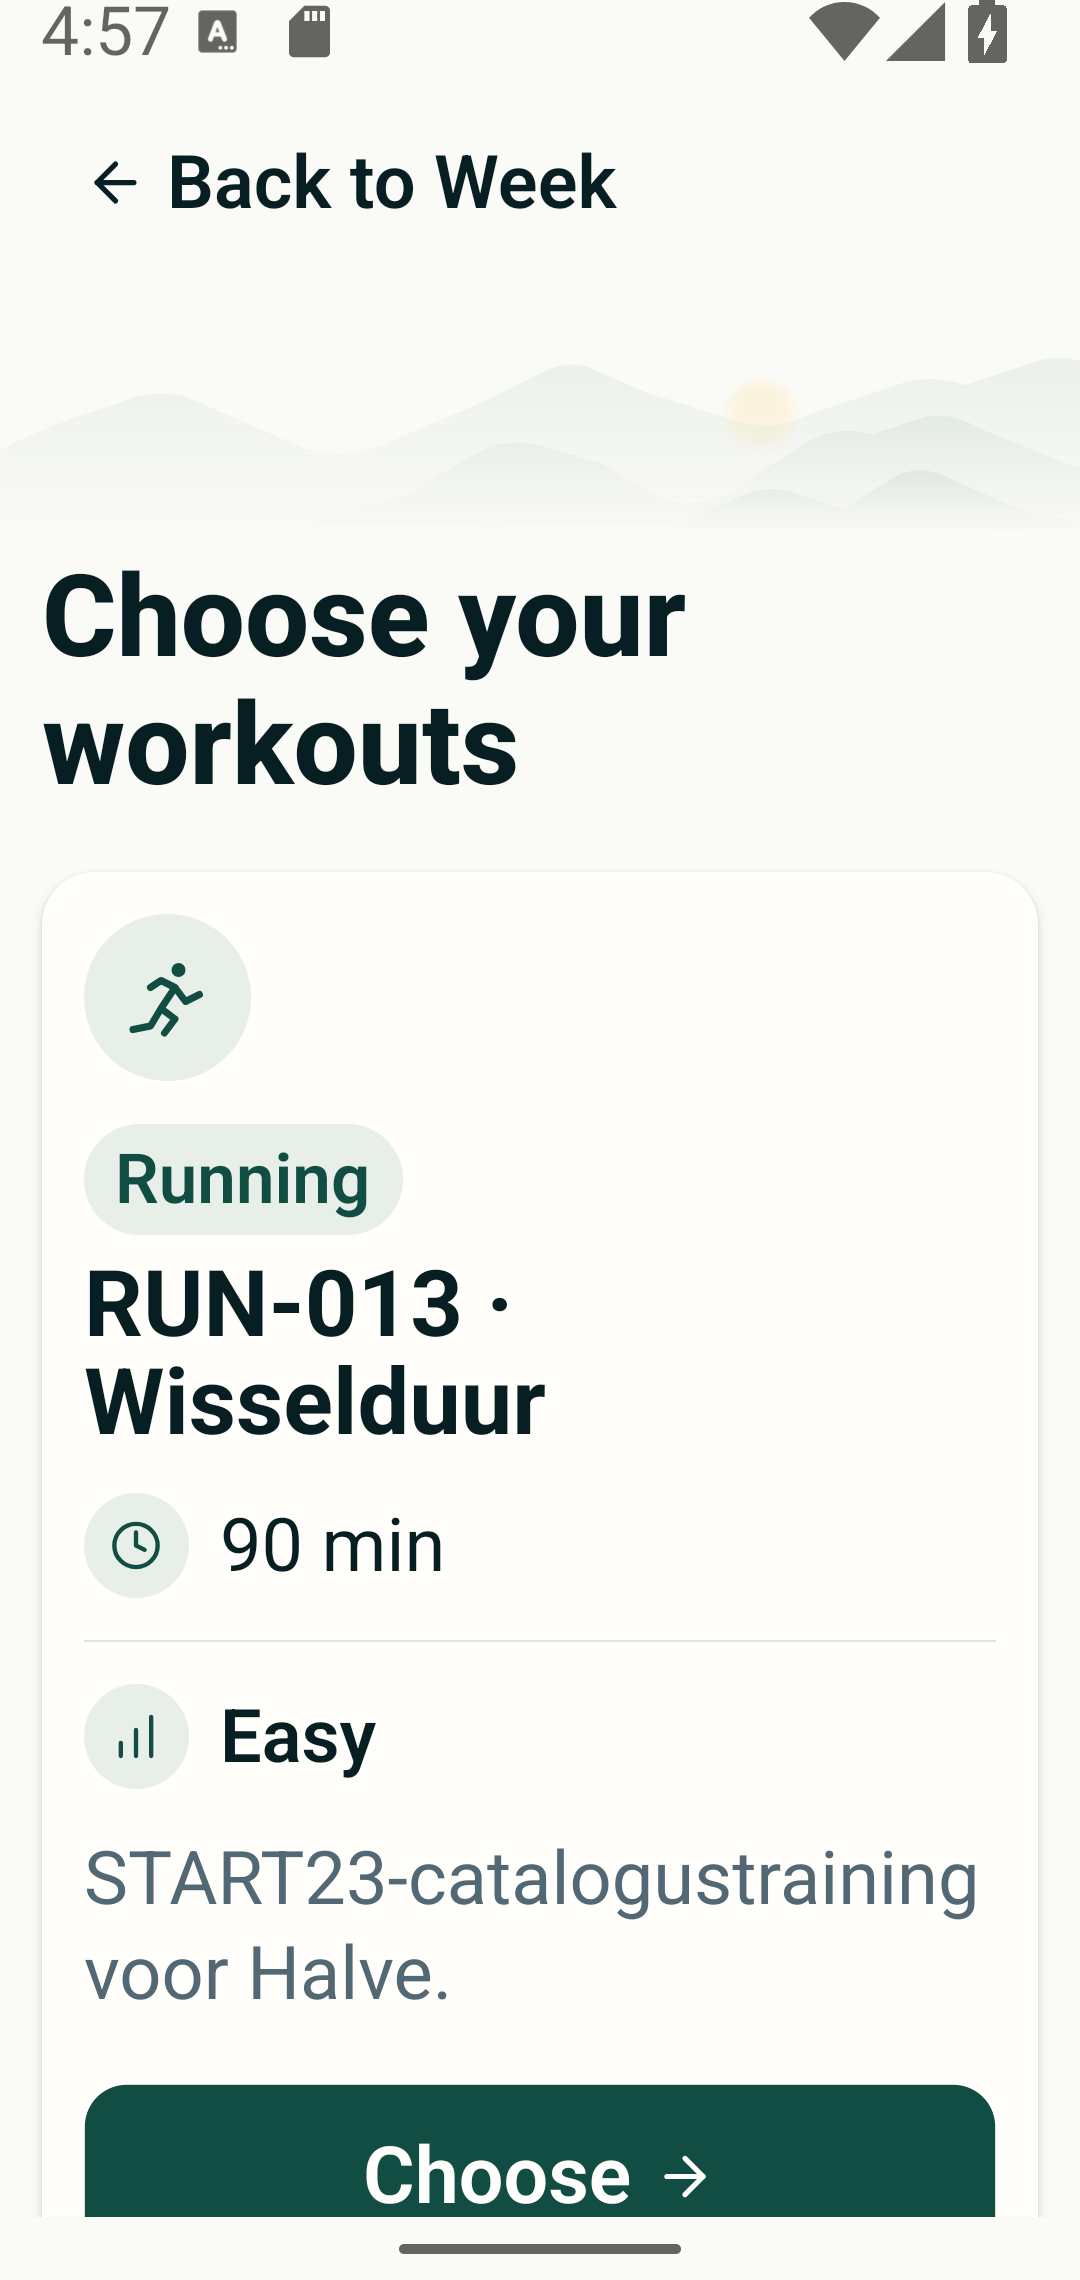 4:57
Back to Week
Choose your
workouts
Running
RUN-013 ·
Wisselduur
90 min
Easy
START23-catalogustraining
voor Halve.
Choose